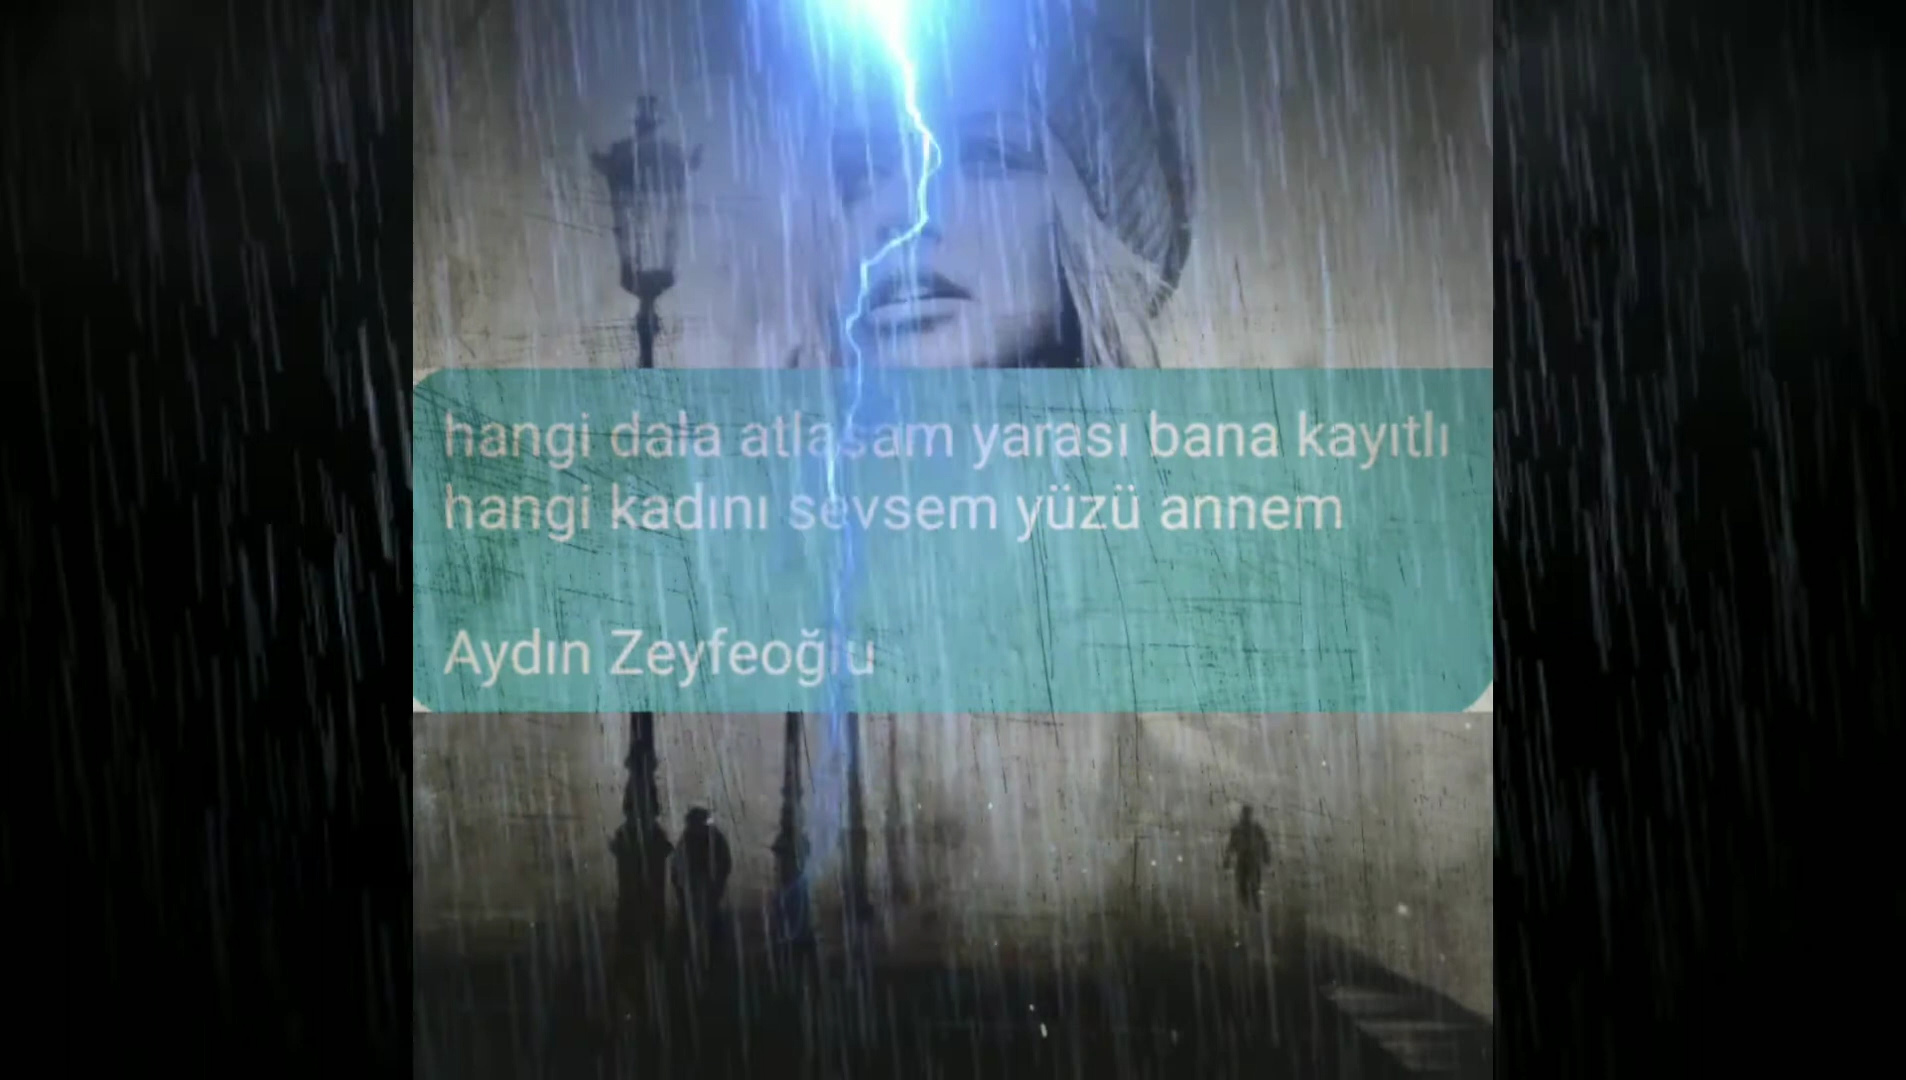 hangi dala atlasam yarası bana kayıtlı
hangi kadını sevsem yüzü annem
Aydın Zeyfeoğlu